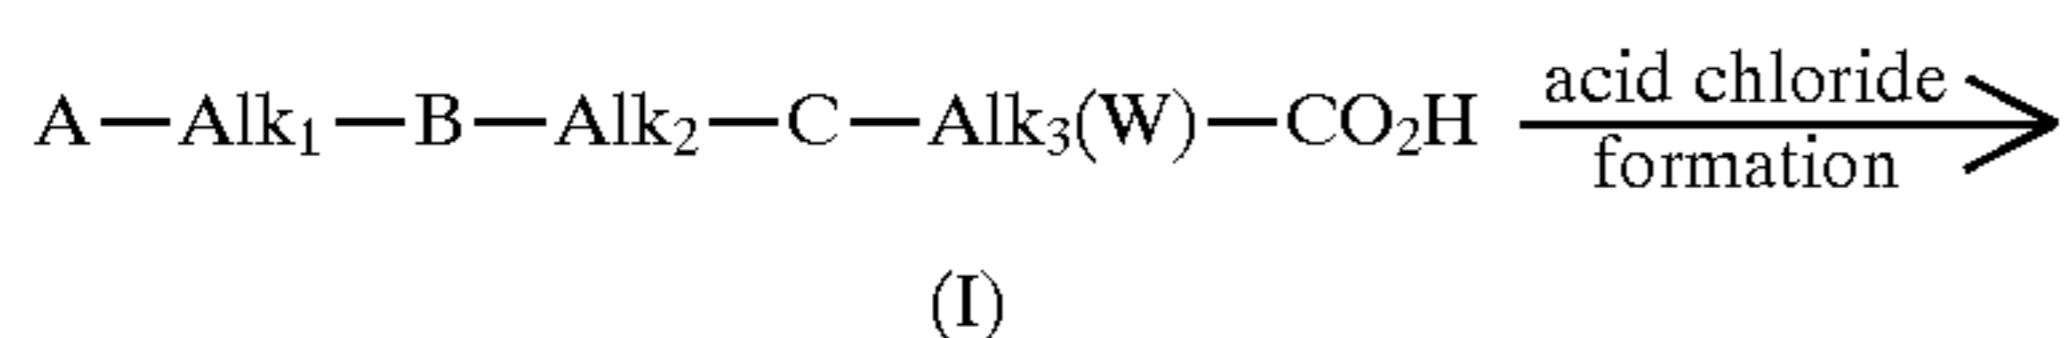 A—Alk₁—B—Alk₂—C—Alk₃(W)—CO₂H
acid chloride
formation
(I)